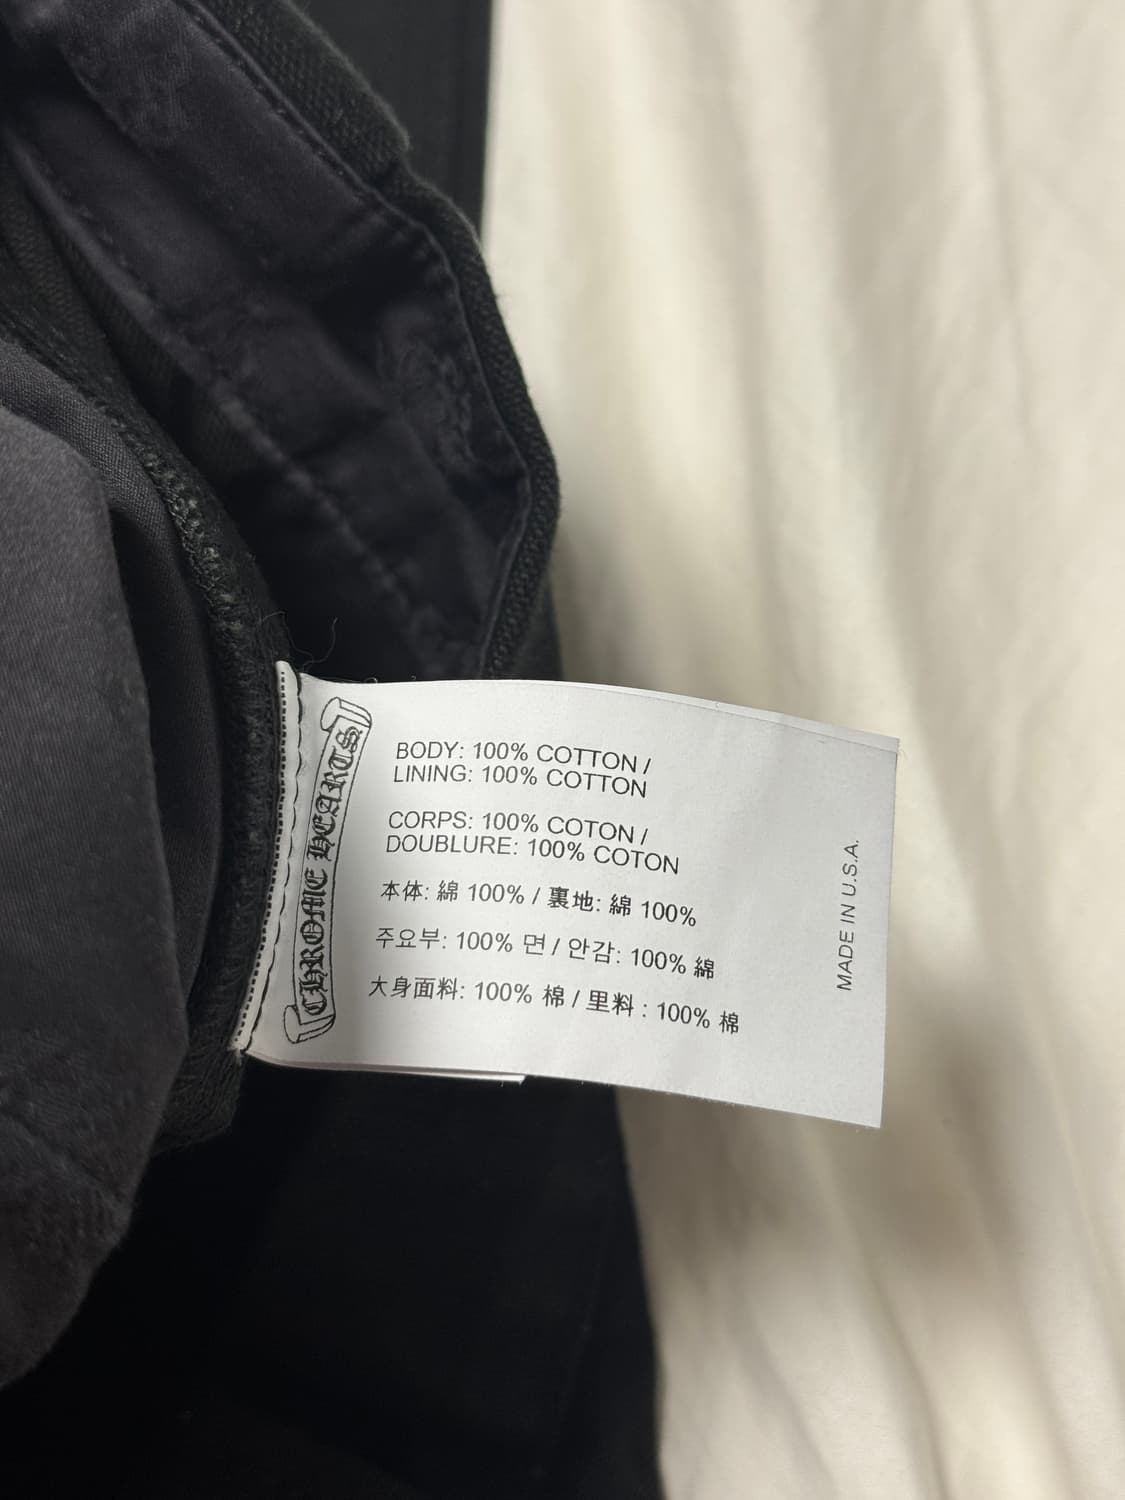 CHROME HEARTS
BODY: 100% COTTON /
LINING: 100% COTTON
CORPS: 100% COTON /
DOUBLURE: 100% COTON
本体: 綿 100% / 裏地: 綿 100%
주요부: 100% 면 / 안감: 100% 綿
大身面料: 100% 棉 / 里料 : 100% 棉
MADE IN U.S.A.